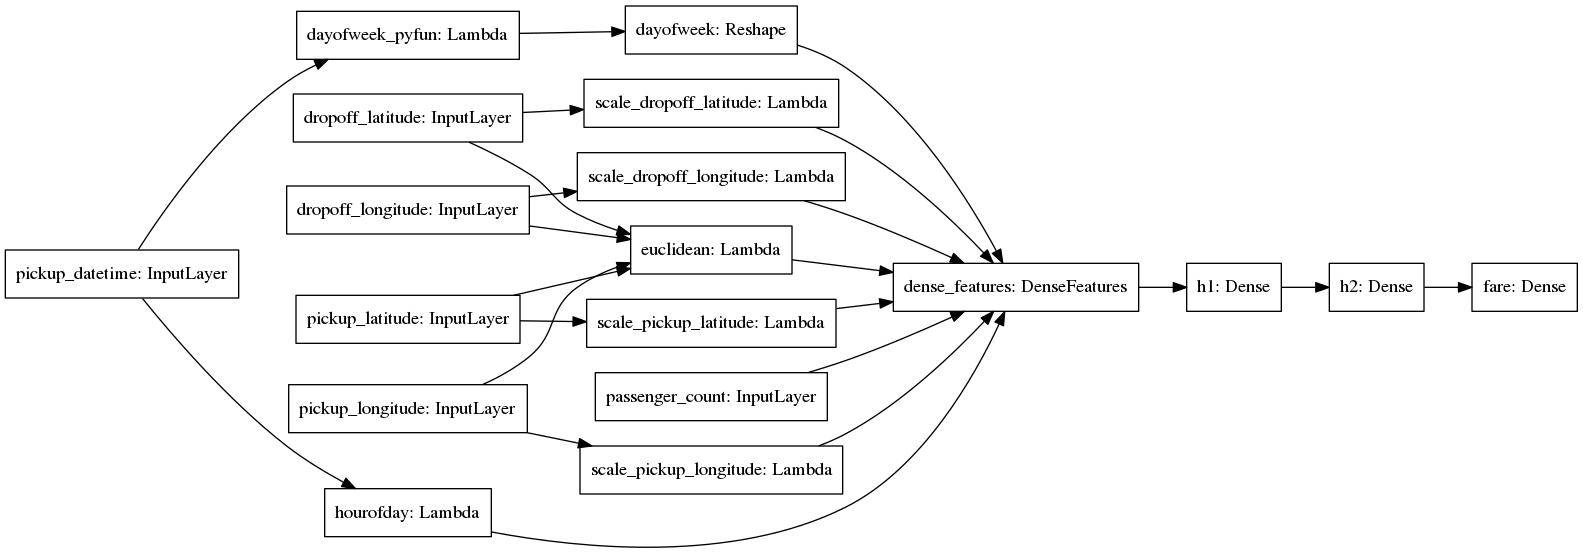 dayofweek_pyfun: Lambda
dayofweek: Reshape
dropoff_latitude: InputLayer
scale_dropoff_latitude: Lambda
scale_dropoff_longitude: Lambda
dropoff_longitude: InputLayer
euclidean: Lambda
pickup_datetime: InputLayer
dense_features: DenseFeatures
h1: Dense
h2: Dense
fare: Dense
pickup_latitude: InputLayer
scale_pickup_latitude: Lambda
passenger_count: InputLayer
pickup_longitude: InputLayer
scale_pickup_longitude: Lambda
hourofday: Lambda